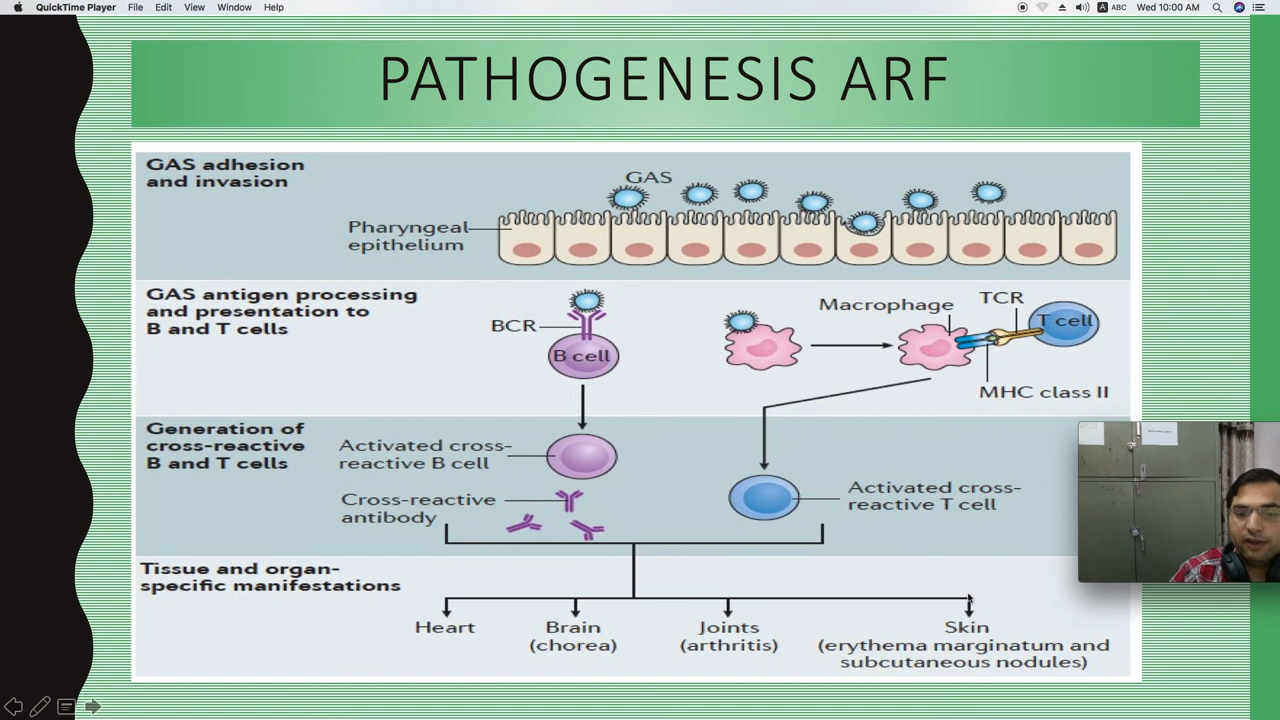 QuickTime Player File Edit View Window Help A ABC Wed 10:00 AM
PATHOGENESIS ARF
GAS adhesion
and invasion
GAS
Pharyngeal
epithelium
GAS antigen processing
and presentation to
B and T cells
BCR
B cell
Macrophage
TCR
T cell
MHC class II
Generation of
cross-reactive
B and T cells
Activated cross-
reactive B cell
Cross-reactive
antibody
Activated cross-
reactive T cell
Tissue and organ-
specific manifestations
Heart
Brain
(chorea)
Joints
(arthritis)
Skin
(erythema marginatum and
subcutaneous nodules)